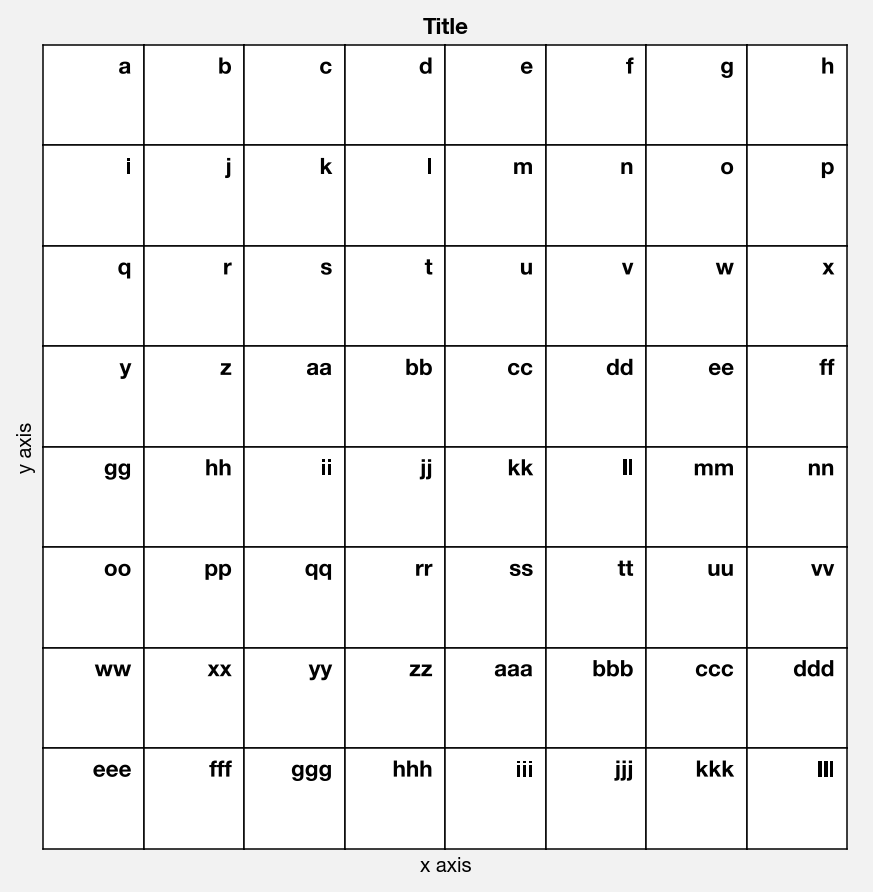 Title
a b c d e f g h
i j k l m n o p
q r s t u v w x
y z aa bb cc dd ee ff
gg hh ii jj kk ll mm nn
oo pp qq rr ss tt uu vv
ww xx yy zz aaa bbb ccc ddd
eee fff ggg hhh iii jjj kkk lll
y axis
x axis